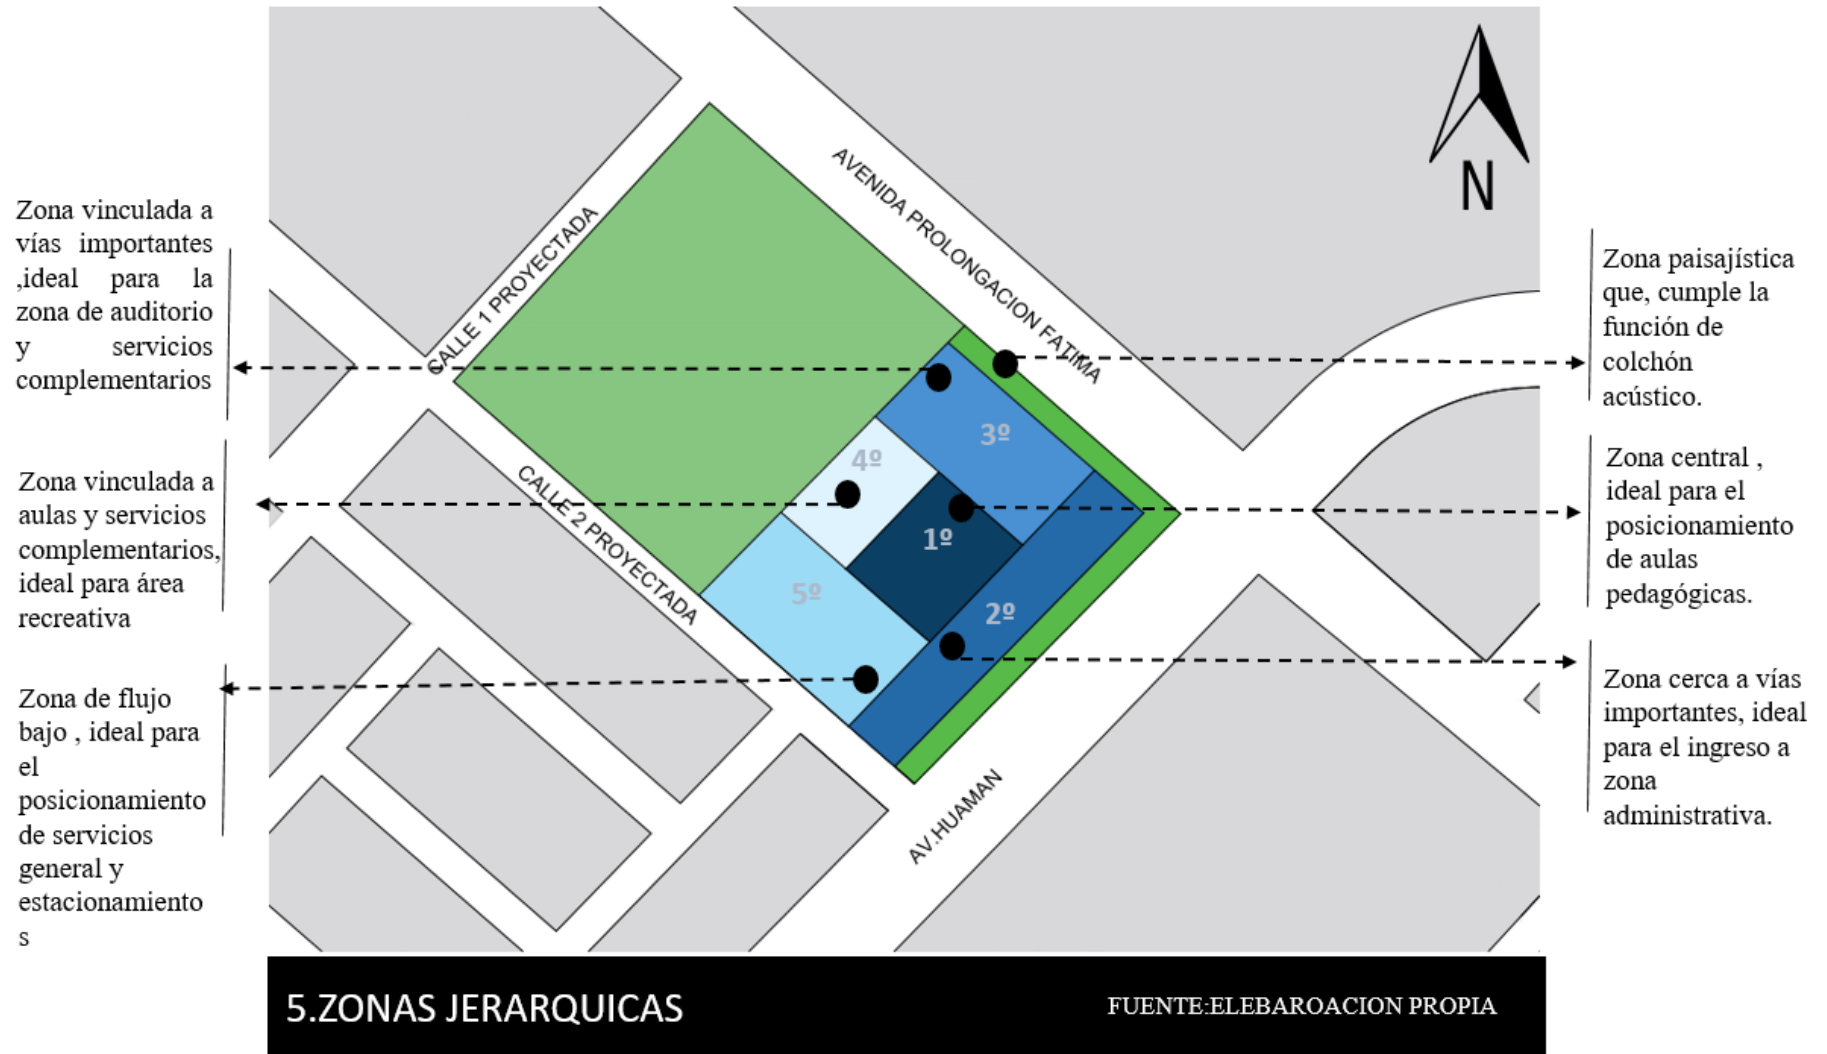 Zona vinculada a
vías importantes
,ideal para la
zona de auditorio
y servicios
complementarios
Zona vinculada a
aulas y servicios
complementarios,
ideal para área
recreativa
Zona de flujo
bajo , ideal para
el
posicionamiento
de servicios
general y
estacionamiento
s
CALLE 1 PROYECTADA
AVENIDA PROLONGACION FATIMA
CALLE 2 PROYECTADA
AV.HUAMAN
3º
4º
1º
5º
2º
N
Zona paisajística
que, cumple la
función de
colchón
acústico.
Zona central ,
ideal para el
posicionamiento
de aulas
pedagógicas.
Zona cerca a vías
importantes, ideal
para el ingreso a
zona
administrativa.
5.ZONAS JERARQUICAS
FUENTE:ELEBAROACION PROPIA